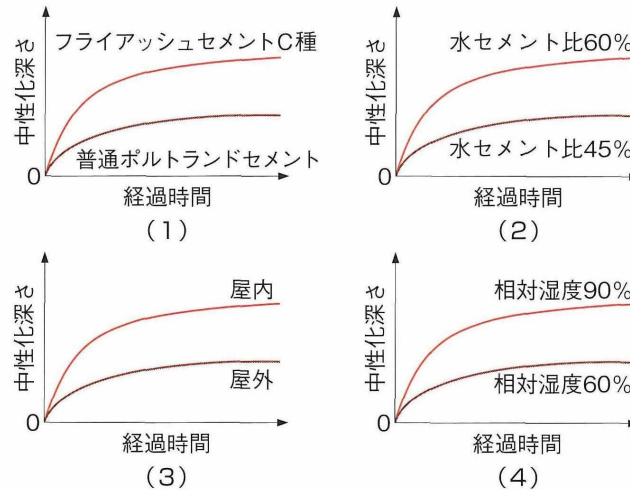 中性化深さ
フライアッシュセメントC種
普通ポルトランドセメント
0
経過時間
(1)
中性化深さ
水セメント比60%
水セメント比45%
0
経過時間
(2)
中性化深さ
屋内
屋外
0
経過時間
(3)
中性化深さ
相対湿度90%
相対湿度60%
0
経過時間
(4)